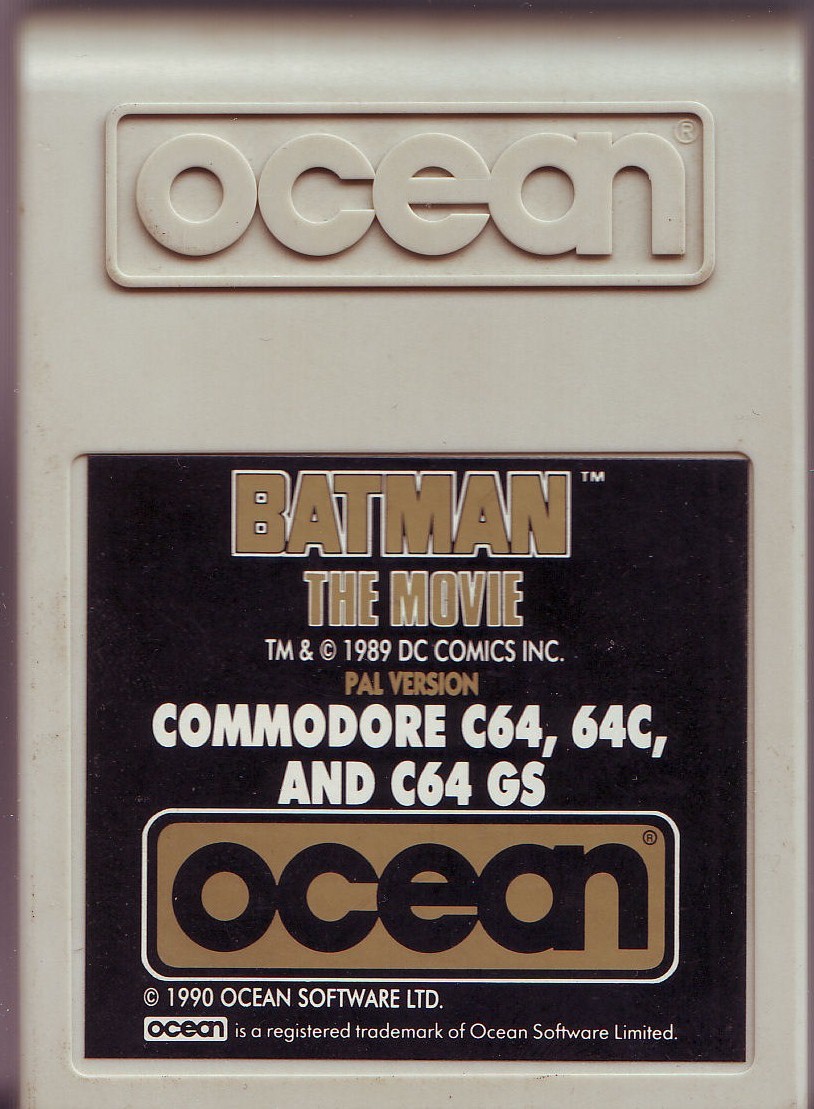 ocean®
BATMAN™
THE MOVIE
TM & © 1989 DC COMICS INC.
PAL VERSION
COMMODORE C64, 64C,
AND C64 GS
ocean®
© 1990 OCEAN SOFTWARE LTD.
ocean is a registered trademark of Ocean Software Limited.